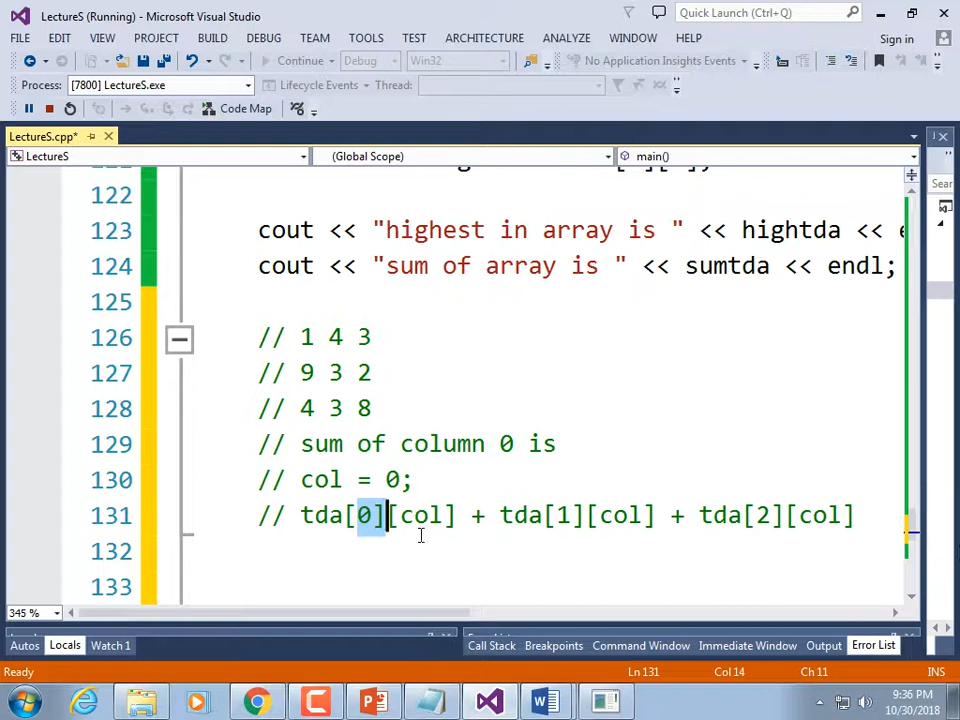 LectureS (Running) - Microsoft Visual Studio
Quick Launch (Ctrl+Q)
FILE EDIT VIEW PROJECT BUILD DEBUG TEAM TOOLS TEST ARCHITECTURE ANALYZE WINDOW HELP
Sign in
Continue Debug Win32 No Application Insights Events
Process: [7800] LectureS.exe Lifecycle Events Thread:
Code Map
LectureS.cpp*
LectureS (Global Scope) main()
Sear
122
123 cout << "highest in array is " << hightda << e
124 cout << "sum of array is " << sumtda << endl;
125
126 // 1 4 3
127 // 9 3 2
128 // 4 3 8
129 // sum of column 0 is
130 // col = 0;
131 // tda[0][col] + tda[1][col] + tda[2][col]
132
133
345 %
Autos Locals Watch 1 Call Stack Breakpoints Command Window Immediate Window Output Error List
Ready Ln 131 Col 14 Ch 11 INS
9:36 PM
10/30/2018